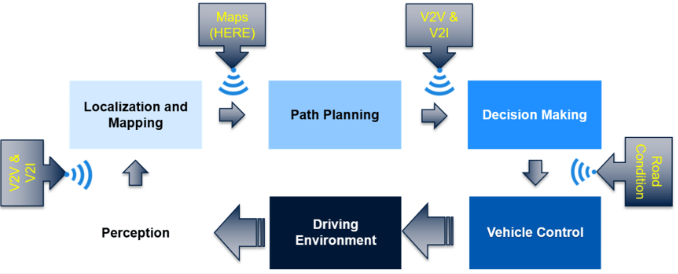 Maps
(HERE)
V2V &
V2I
Localization and
Mapping
Path Planning
Decision Making
V2V &
V2I
Road
Condition
Perception
Driving
Environment
Vehicle Control